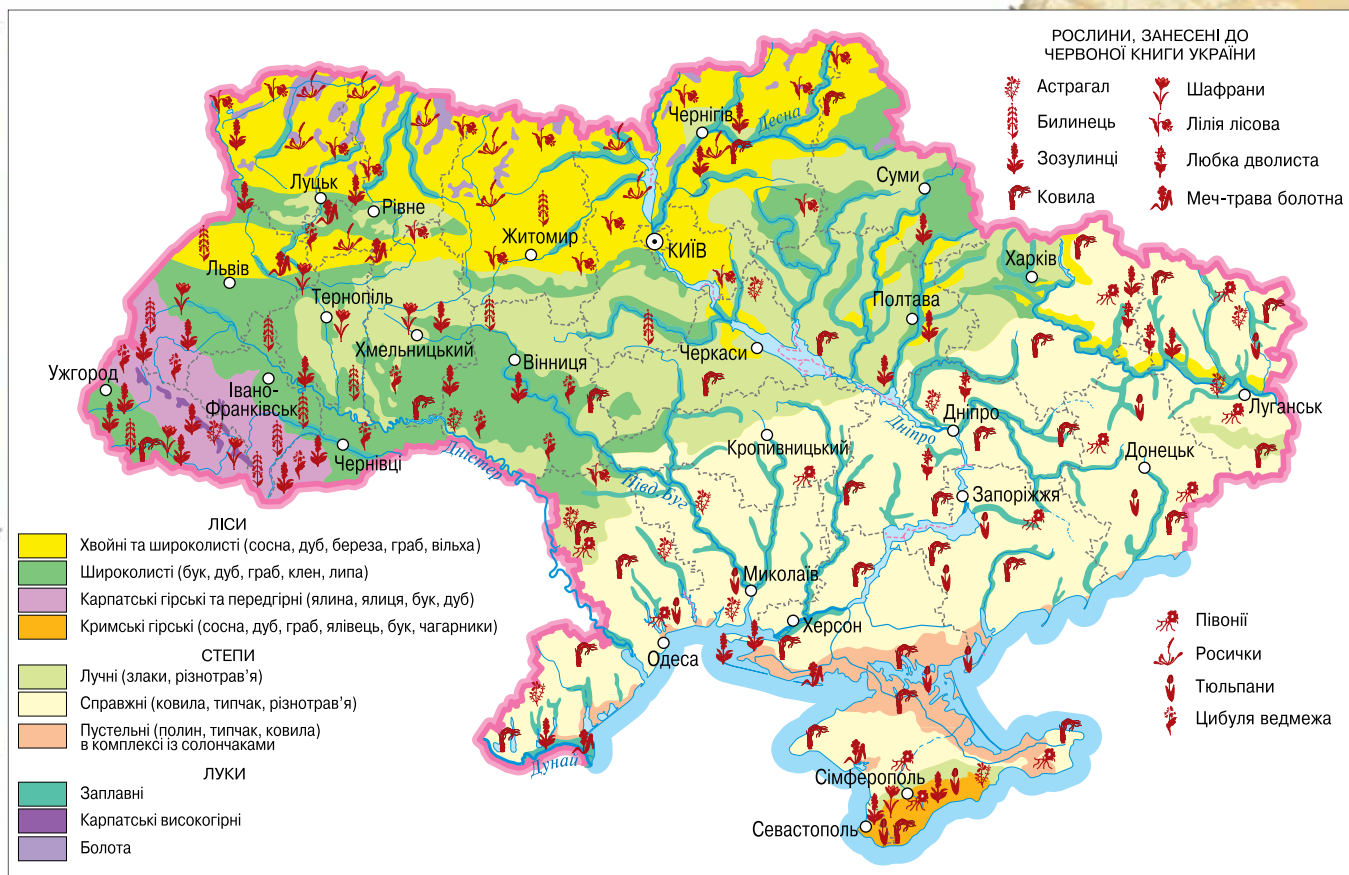 РОСЛИНИ, ЗАНЕСЕНІ ДО
ЧЕРВОНОЇ КНИГИ УКРАЇНИ
Астрагал
Билинець
Зозулинці
Ковила
Шафрани
Лілія лісова
Любка дволиста
Меч-трава болотна
Чернігів
Десна
Суми
Луцьк
Рівне
Житомир
КИЇВ
Харків
Львів
Тернопіль
Полтава
Хмельницький
Черкаси
Вінниця
Ужгород
Івано-
Франківськ
Луганськ
Дніпро
Дніпро
Кропивницький
Чернівці
Донецьк
Дністер
Півд. Буг
Запоріжжя
Миколаїв
Херсон
Одеса
Дунай
Сімферополь
Севастополь
ЛІСИ
Хвойні та широколисті (сосна, дуб, береза, граб, вільха)
Широколисті (бук, дуб, граб, клен, липа)
Карпатські гірські та передгірні (ялина, ялиця, бук, дуб)
Кримські гірські (сосна, дуб, граб, ялівець, бук, чагарники)
СТЕПИ
Лучні (злаки, різнотрав’я)
Справжні (ковила, типчак, різнотрав’я)
Пустельні (полин, типчак, ковила)
в комплексі із солончаками
ЛУКИ
Заплавні
Карпатські високогірні
Болота
Півонії
Росички
Тюльпани
Цибуля ведмежа